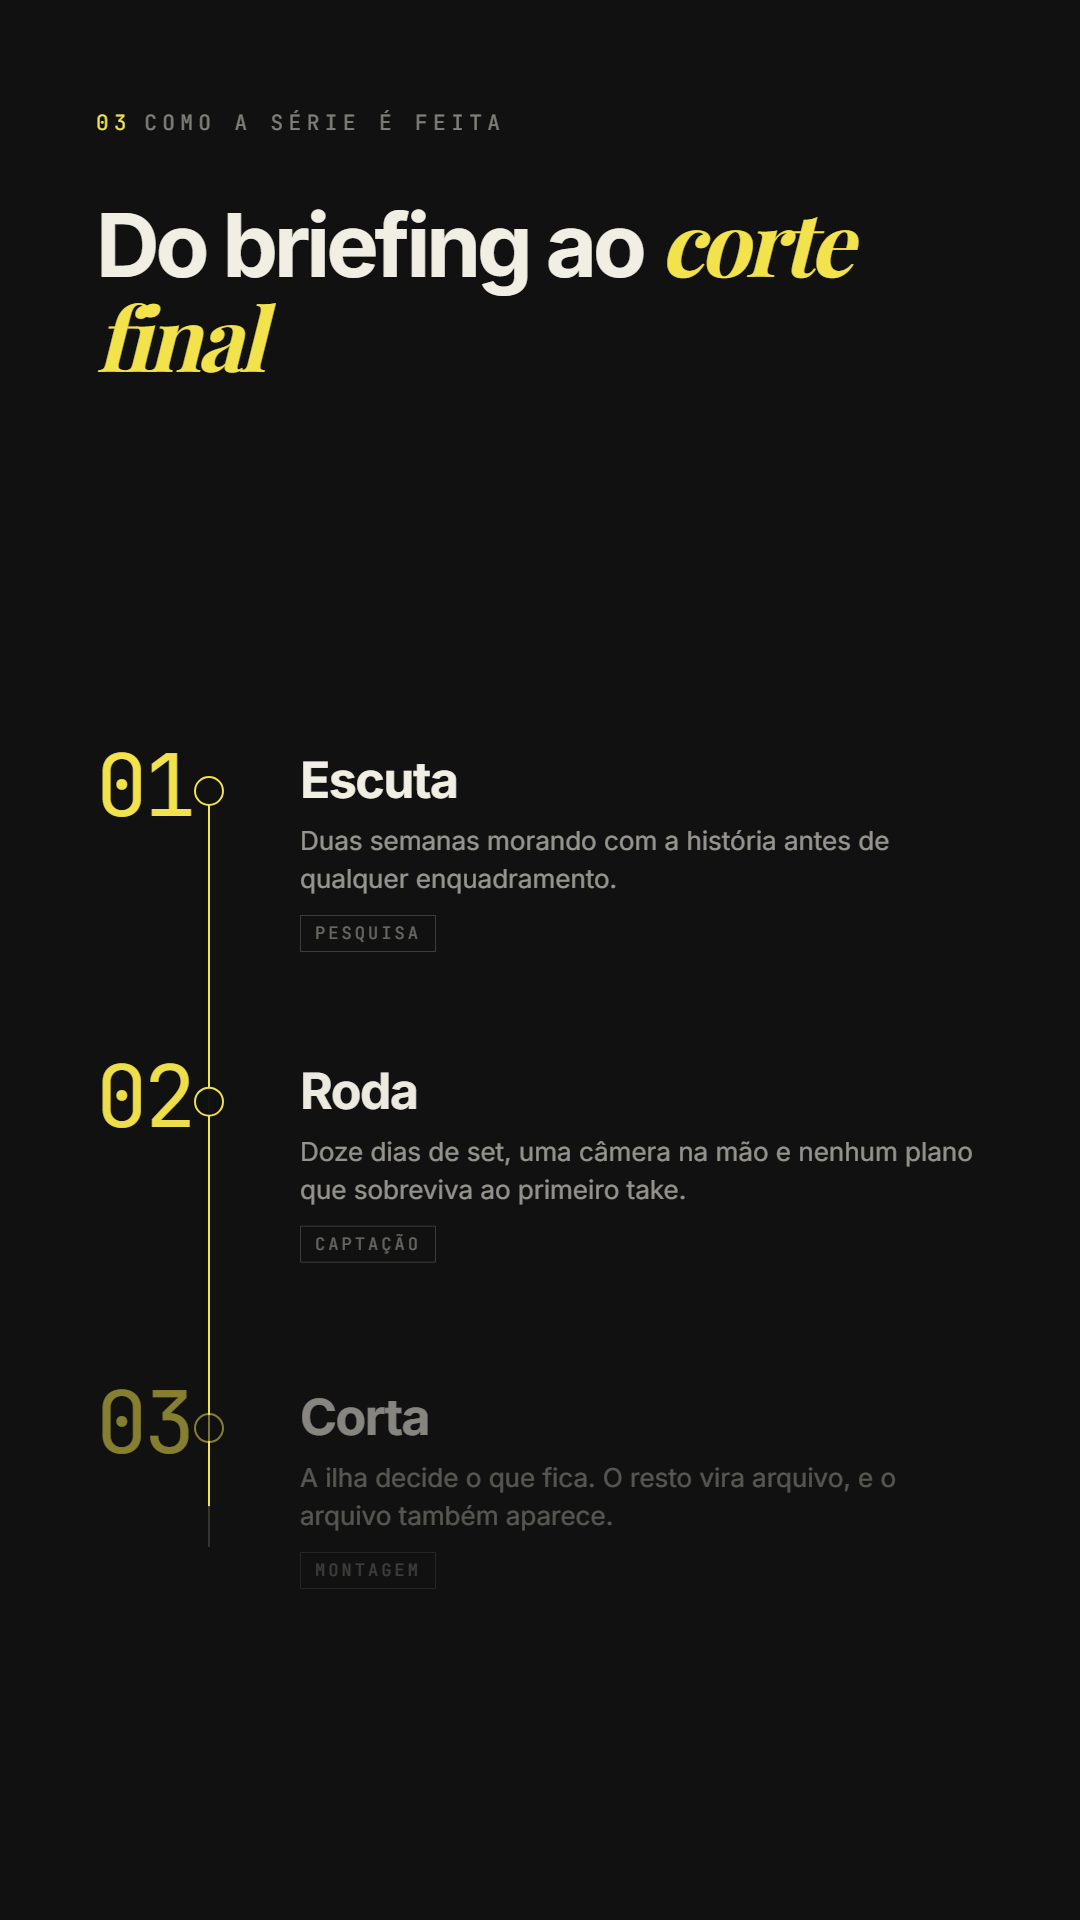 03 COMO A SÉRIE É FEITA
Do briefing ao corte
final
01
Escuta
Duas semanas morando com a história antes de
qualquer enquadramento.
PESQUISA
02
Roda
Doze dias de set, uma câmera na mão e nenhum plano
que sobreviva ao primeiro take.
CAPTAÇÃO
03
Corta
A ilha decide o que fica. O resto vira arquivo, e o
arquivo também aparece.
MONTAGEM